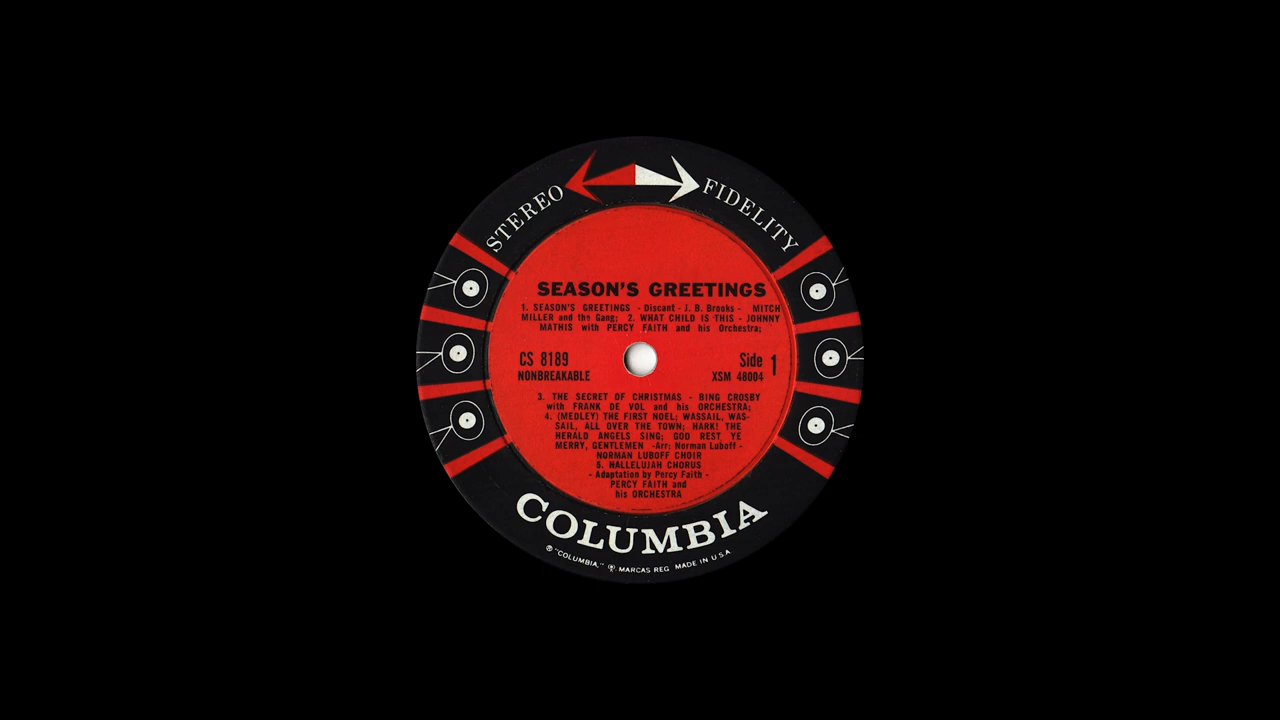 STEREO FIDELITY
SEASON'S GREETINGS
1. SEASON'S GREETINGS - Discant - J. B. Brooks - MITCH
MILLER and the Gang; 2. WHAT CHILD IS THIS - JOHNNY
MATHIS with PERCY FAITH and his Orchestra;
CS 8189
NONBREAKABLE
Side 1
XSM 48004
3. THE SECRET OF CHRISTMAS - BING CROSBY
with FRANK DE VOL and his ORCHESTRA;
4. (MEDLEY) THE FIRST NOEL; WASSAIL, WAS-
SAIL, ALL OVER THE TOWN; HARK! THE
HERALD ANGELS SING; GOD REST YE
MERRY, GENTLEMEN -Arr: Norman Luboff -
NORMAN LUBOFF CHOIR
5. HALLELUJAH CHORUS
- Adaptation by Percy Faith -
PERCY FAITH and
his ORCHESTRA
COLUMBIA
® "COLUMBIA," ® MARCAS REG MADE IN U.S.A